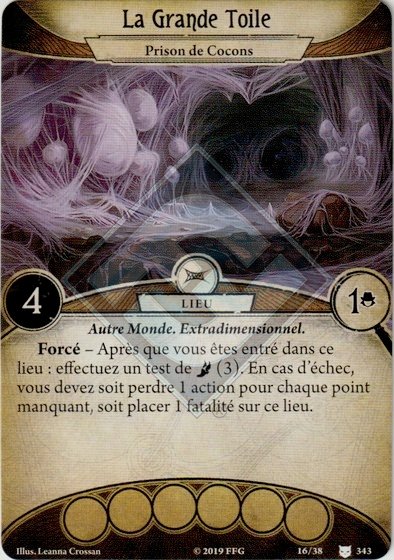 La Grande Toile
Prison de Cocons
4
LIEU
1
Autre Monde. Extradimensionnel.
Forcé – Après que vous êtes entré dans ce
lieu : effectuez un test de (3). En cas d'échec,
vous devez soit perdre 1 action pour chaque point
manquant, soit placer 1 fatalité sur ce lieu.
Illus. Leanna Crossan
© 2019 FFG
16/38
343